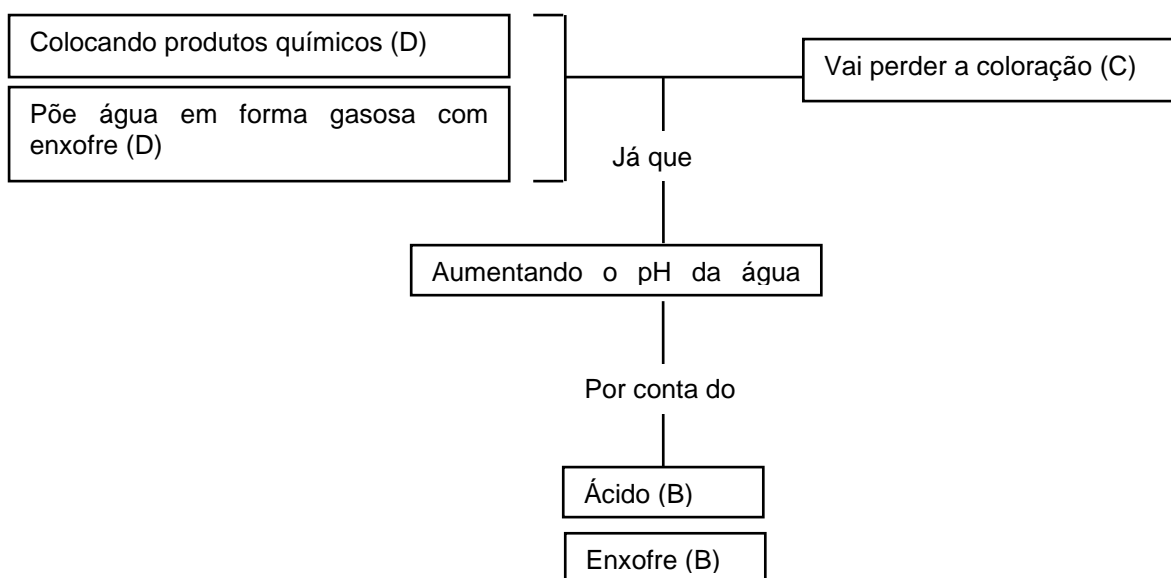 Colocando produtos químicos (D)
Põe água em forma gasosa com
enxofre (D)
Vai perder a coloração (C)
Já que
Aumentando o pH da água
Por conta do
Ácido (B)
Enxofre (B)